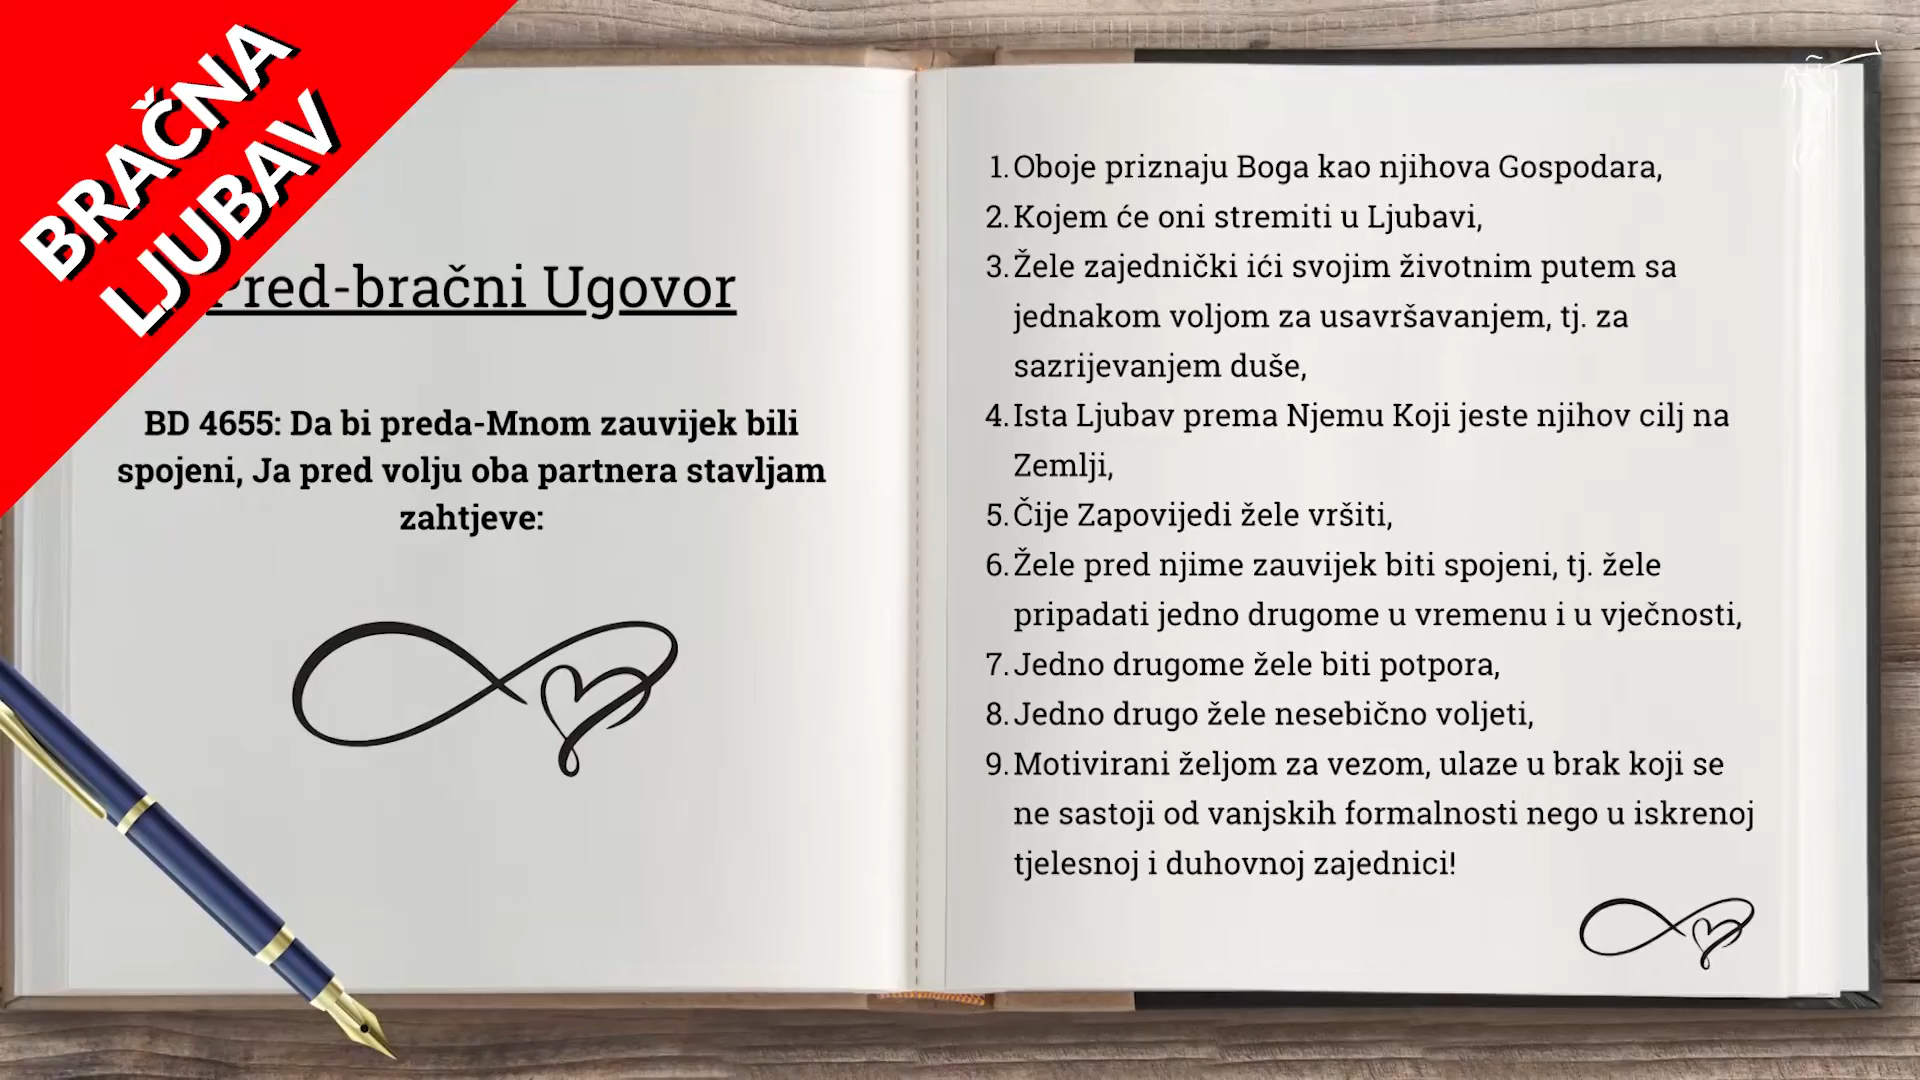 BRAČNA
LJUBAV
Pred-bračni Ugovor
BD 4655: Da bi preda-Mnom zauvijek bili
spojeni, Ja pred volju oba partnera stavljam
zahtjeve:
1. Oboje priznaju Boga kao njihova Gospodara,
2. Kojem će oni stremiti u Ljubavi,
3. Žele zajednički ići svojim životnim putem sa
jednakom voljom za usavršavanjem, tj. za
sazrijevanjem duše,
4. Ista Ljubav prema Njemu Koji jeste njihov cilj na
Zemlji,
5. Čije Zapovijedi žele vršiti,
6. Žele pred njime zauvijek biti spojeni, tj. žele
pripadati jedno drugome u vremenu i u vječnosti,
7. Jedno drugome žele biti potpora,
8. Jedno drugo žele nesebično voljeti,
9. Motivirani željom za vezom, ulaze u brak koji se
ne sastoji od vanjskih formalnosti nego u iskrenoj
tjelesnoj i duhovnoj zajednici!